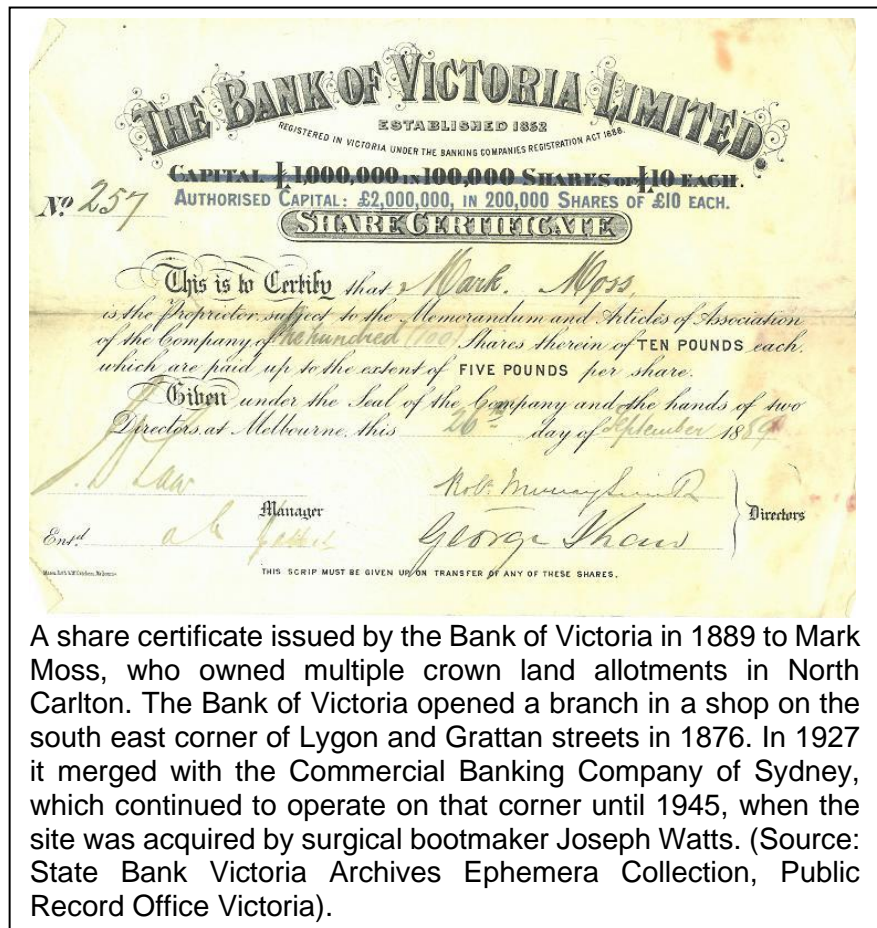 THE BANK OF VICTORIA LIMITED.
ESTABLISHED 1852
REGISTERED IN VICTORIA UNDER THE BANKING COMPANIES REGISTRATION ACT 1888.
CAPITAL £1,000,000 IN 100,000 SHARES OF £10 EACH.
No 257
AUTHORISED CAPITAL: £2,000,000, IN 200,000 SHARES OF £10 EACH.
SHARE CERTIFICATE
This is to Certify that Mark. Moss
is the Proprietor, subject to the Memorandum and Articles of Association
of the Company, of One hundred (100) Shares therein of TEN POUNDS each,
which are paid up to the extent of FIVE POUNDS per share.
Given under the Seal of the Company and the hands of two
Directors, at Melbourne, this 26th day of September 1889
Law
Manager
Directors
Entd
George Shaw
THIS SCRIP MUST BE GIVEN UP ON TRANSFER OF ANY OF THESE SHARES.
A share certificate issued by the Bank of Victoria in 1889 to Mark
Moss, who owned multiple crown land allotments in North
Carlton. The Bank of Victoria opened a branch in a shop on the
south east corner of Lygon and Grattan streets in 1876. In 1927
it merged with the Commercial Banking Company of Sydney,
which continued to operate on that corner until 1945, when the
site was acquired by surgical bootmaker Joseph Watts. (Source:
State Bank Victoria Archives Ephemera Collection, Public
Record Office Victoria).